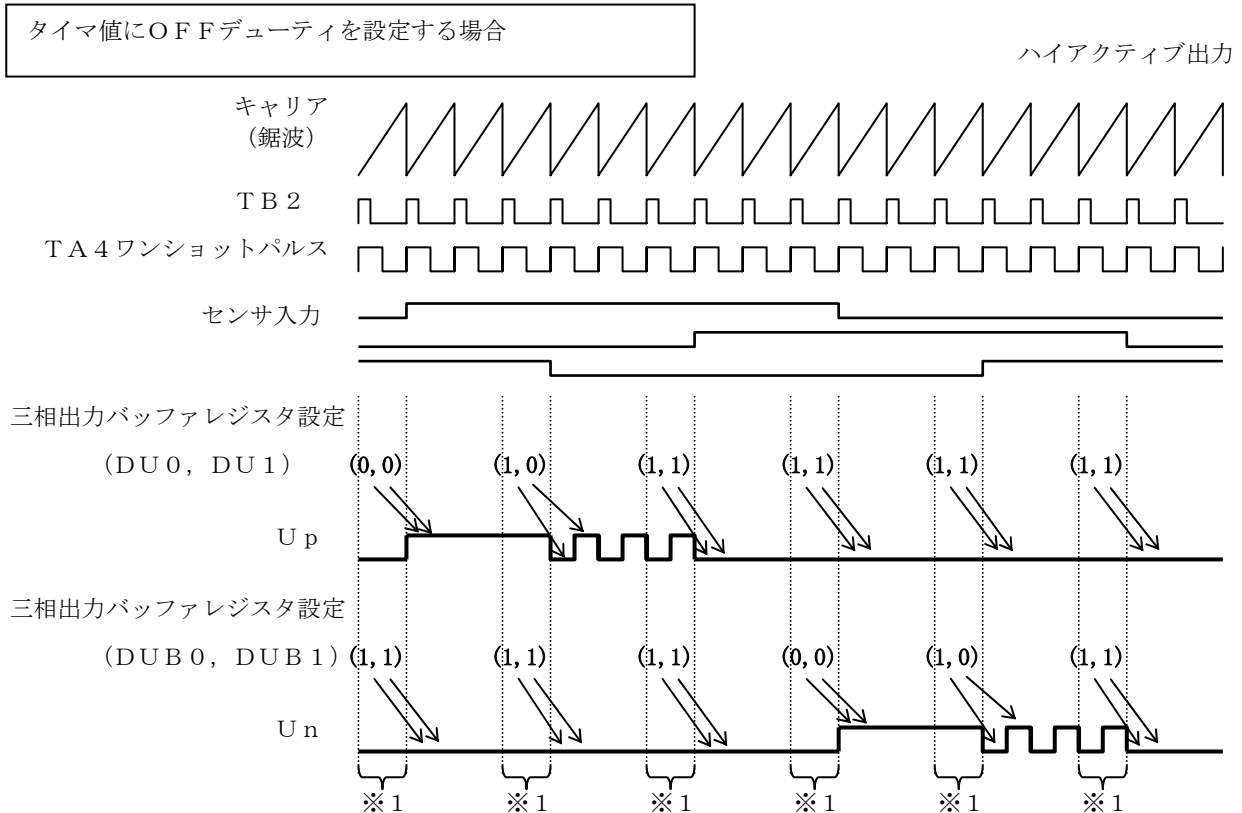 タイマ値にＯＦＦデューティを設定する場合
ハイアクティブ出力
キャリア
（鋸波）
ＴＢ２
ＴＡ４ワンショットパルス
センサ入力
三相出力バッファレジスタ設定
（ＤＵ０，ＤＵ１） (0,0) (1,0) (1,1) (1,1) (1,1) (1,1)
Ｕｐ
三相出力バッファレジスタ設定
（ＤＵＢ０，ＤＵＢ１） (1,1) (1,1) (1,1) (0,0) (1,0) (1,1)
Ｕｎ
※１ ※１ ※１ ※１ ※１ ※１